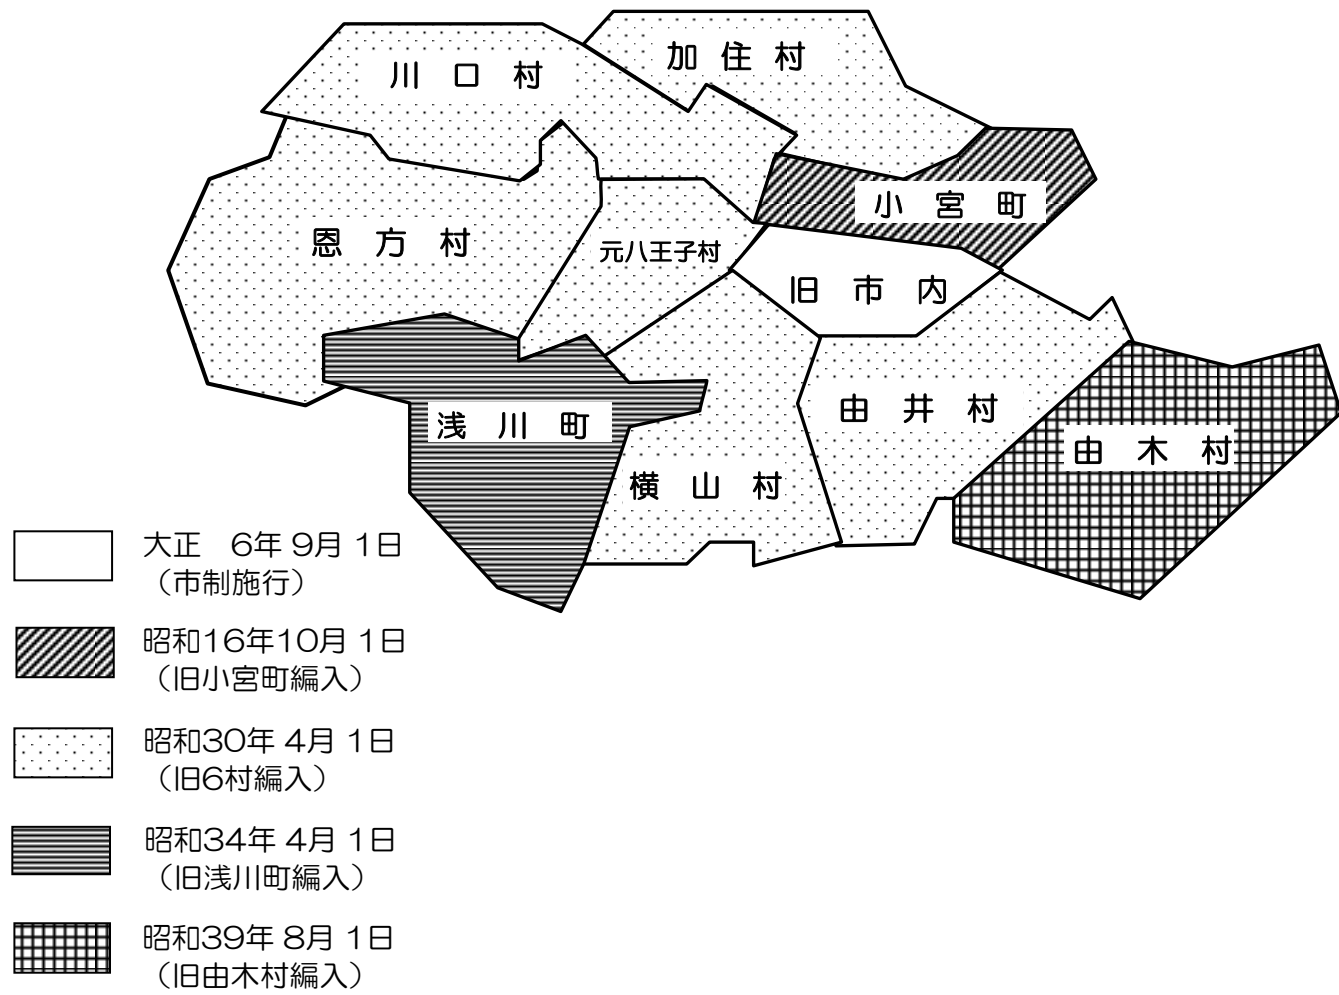 加住村
川口村
小宮町
恩方村
元八王子村
旧市内
由井村
浅川町
由木村
横山村
大正　6年 9月 1日
（市制施行）
昭和16年10月 1日
（旧小宮町編入）
昭和30年 4月 1日
（旧6村編入）
昭和34年 4月 1日
（旧浅川町編入）
昭和39年 8月 1日
（旧由木村編入）